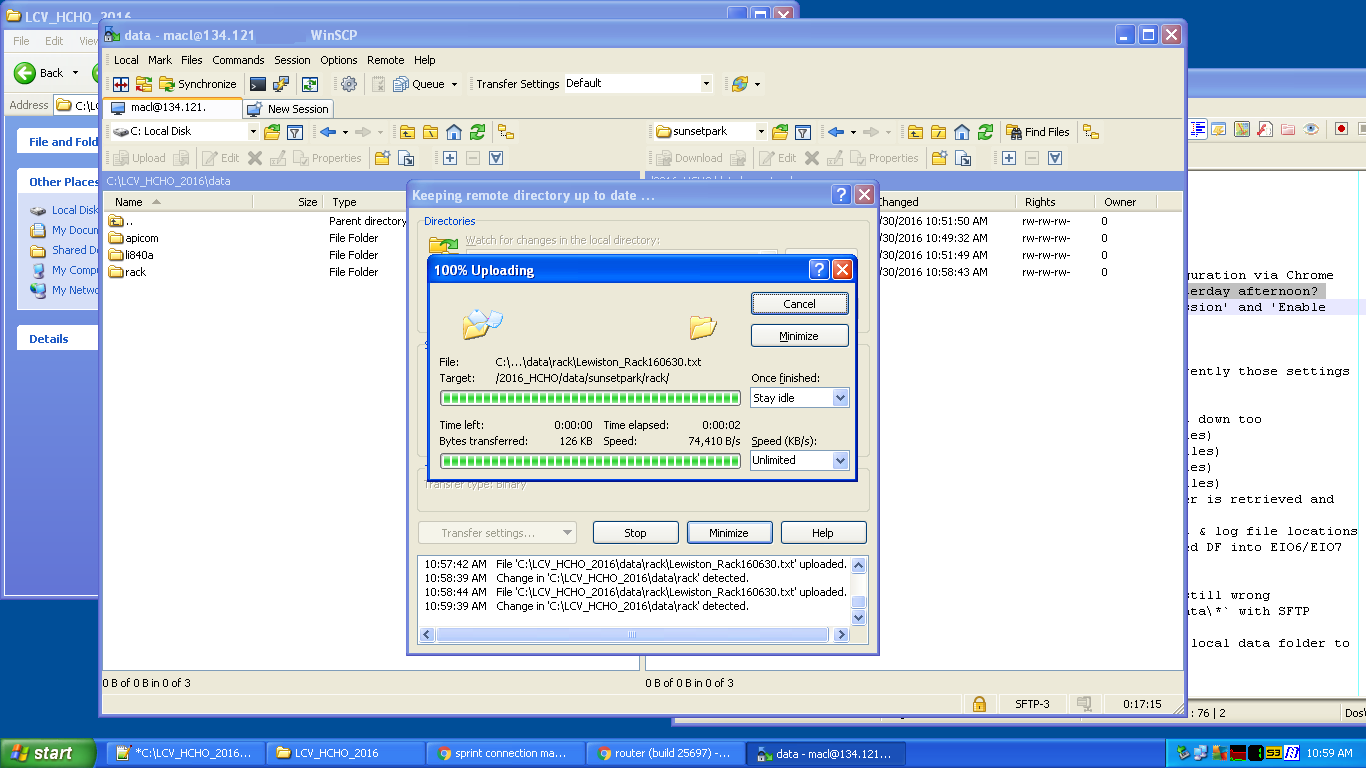 LCV_HCHO_2016
File Edit View
Back
Address C:\L
File and Fold
Other Places
Local Disk
My Docum
Shared Do
My Compu
My Netwo
Details
data - macl@134.121 WinSCP
Local Mark Files Commands Session Options Remote Help
Synchronize Queue Transfer Settings Default
macl@134.121. New Session
C: Local Disk
sunsetpark Find Files
Upload Edit Properties
Download Edit Properties
C:\LCV_HCHO_2016\data
Name Size Type
Changed Rights Owner
.. Parent directory
/30/2016 10:51:50 AM rw-rw-rw- 0
apicom File Folder
/30/2016 10:49:32 AM rw-rw-rw- 0
li840a File Folder
/30/2016 10:51:49 AM rw-rw-rw- 0
rack File Folder
/30/2016 10:58:43 AM rw-rw-rw- 0
Keeping remote directory up to date ...
Directories
Watch for changes in the local directory:
100% Uploading
Cancel
Minimize
File: C:\...\data\rack\Lewiston_Rack160630.txt
Target: /2016_HCHO/data/sunsetpark/rack/
Once finished:
Stay idle
Time left: 0:00:00 Time elapsed: 0:00:02
Bytes transferred: 126 KB Speed: 74,410 B/s
Speed (KB/s):
Unlimited
Transfer type: Binary
Transfer settings... Stop Minimize Help
10:57:42 AM File 'C:\LCV_HCHO_2016\data\rack\Lewiston_Rack160630.txt' uploaded.
10:58:39 AM Change in 'C:\LCV_HCHO_2016\data\rack' detected.
10:58:44 AM File 'C:\LCV_HCHO_2016\data\rack\Lewiston_Rack160630.txt' uploaded.
10:59:39 AM Change in 'C:\LCV_HCHO_2016\data\rack' detected.
0 B of 0 B in 0 of 3
0 B of 0 B in 0 of 3
SFTP-3 0:17:15
guration via Chrome
erday afternoon?
sion' and 'Enable
ently those settings
down too
les)
les)
es)
les)
er is retrieved and
& log file locations
ed DF into EIO6/EIO7
still wrong
ata\*` with SFTP
local data folder to
: 76 | 2 Dos\
start *C:\LCV_HCHO_2016... LCV_HCHO_2016 sprint connection ma... router (build 25697) -... data - macl@134.121... 10:59 AM